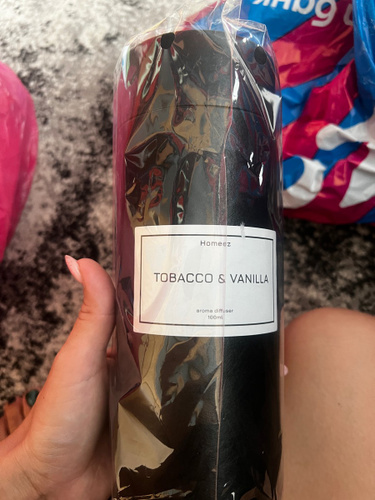 Homeez
TOBACCO & VANILLA
aroma diffuser
100ml